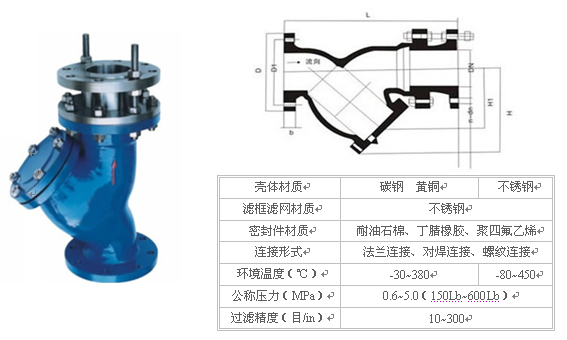 L
D
D1
流向
DN
H1
H
n-dn
b
壳体材质 碳钢 黄铜 不锈钢
滤框滤网材质 不锈钢
密封件材质 耐油石棉、丁腈橡胶、聚四氟乙烯
连接形式 法兰连接、对焊连接、螺纹连接
环境温度（℃） -30~380 -80~450
公称压力（MPa） 0.6~5.0（150Lb~600Lb）
过滤精度（目/in） 10~300